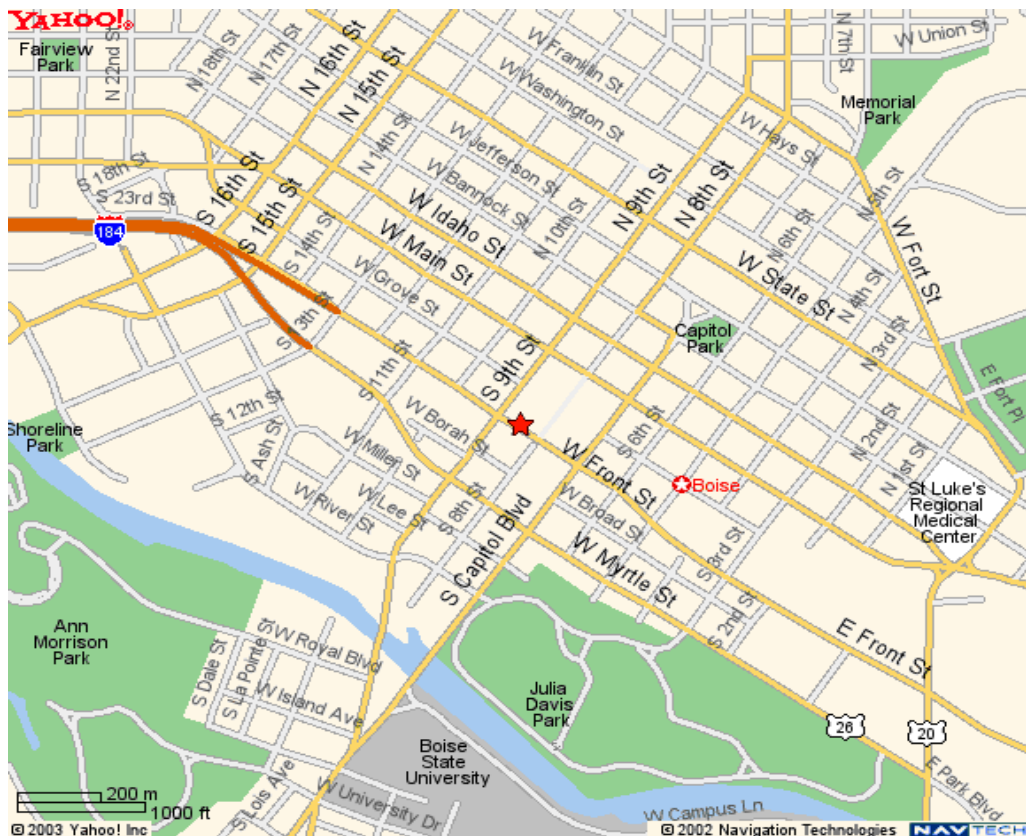 YAHOO!®
Fairview
Park
N 22nd St
N 18th St
N 17th St
N 16th St
N 15th St
W Franklin St
W Washington St
N 7th St
W Union St
Memorial
Park
W Hays St
N 14th St
W Jefferson St
W Bannock St
N 10th St
N 9th St
N 8th St
N 5th St
N 6th St
W Fort St
S 18th St
S 23rd St
S 16th St
S 15th St
184
S 14th St
W Idaho St
W Main St
W Grove St
W State St
N 4th St
N 3rd St
Capitol
Park
E Fort Pl
S 13th St
S 11th St
S 9th St
Shoreline
Park
S 12th St
S Ash St
W Borah St
W Miller St
W Lee St
W River St
S 8th St
S Capitol Blvd
W Front St
S 6th St
Boise
N 2nd St
N 1st St
St Luke's
Regional
Medical
Center
W Broad St
W Myrtle St
S 3rd St
S 2nd St
E Front St
Ann
Morrison
Park
S Dale St
S La Pointe St
W Royal Blvd
W Island Ave
Julia
Davis
Park
Boise
State
University
26
20
E Park Blvd
S Lois Ave
W University Dr
W Campus Ln
200 m
1000 ft
©2003 Yahoo! Inc
©2002 Navigation Technologies
NAVTECH